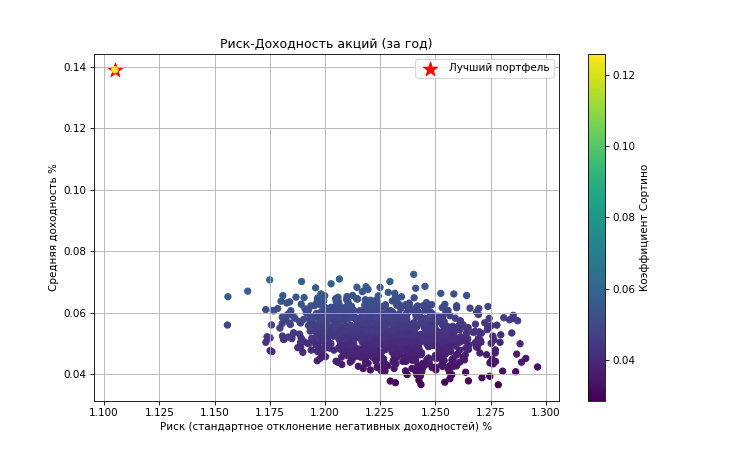 Риск-Доходность акций (за год)
Лучший портфель
0.14
0.12
0.10
0.08
0.06
0.04
Средняя доходность %
1.100 1.125 1.150 1.175 1.200 1.225 1.250 1.275 1.300
Риск (стандартное отклонение негативных доходностей) %
0.12
0.10
0.08
0.06
0.04
Коэффициент Сортино